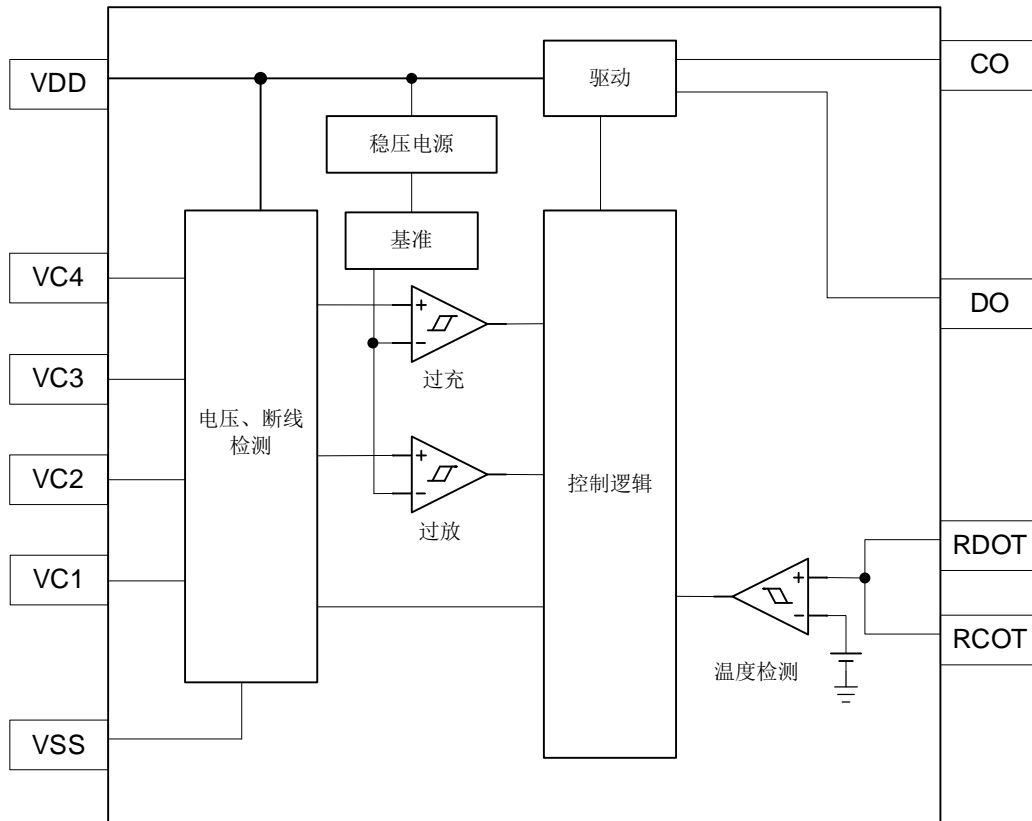 CO
VDD
驱动
稳压电源
基准
VC4
DO
+
−
VC3
过充
电压、断线
检测
+
−
VC2
控制逻辑
过放
RDOT
VC1
+
−
RCOT
温度检测
VSS